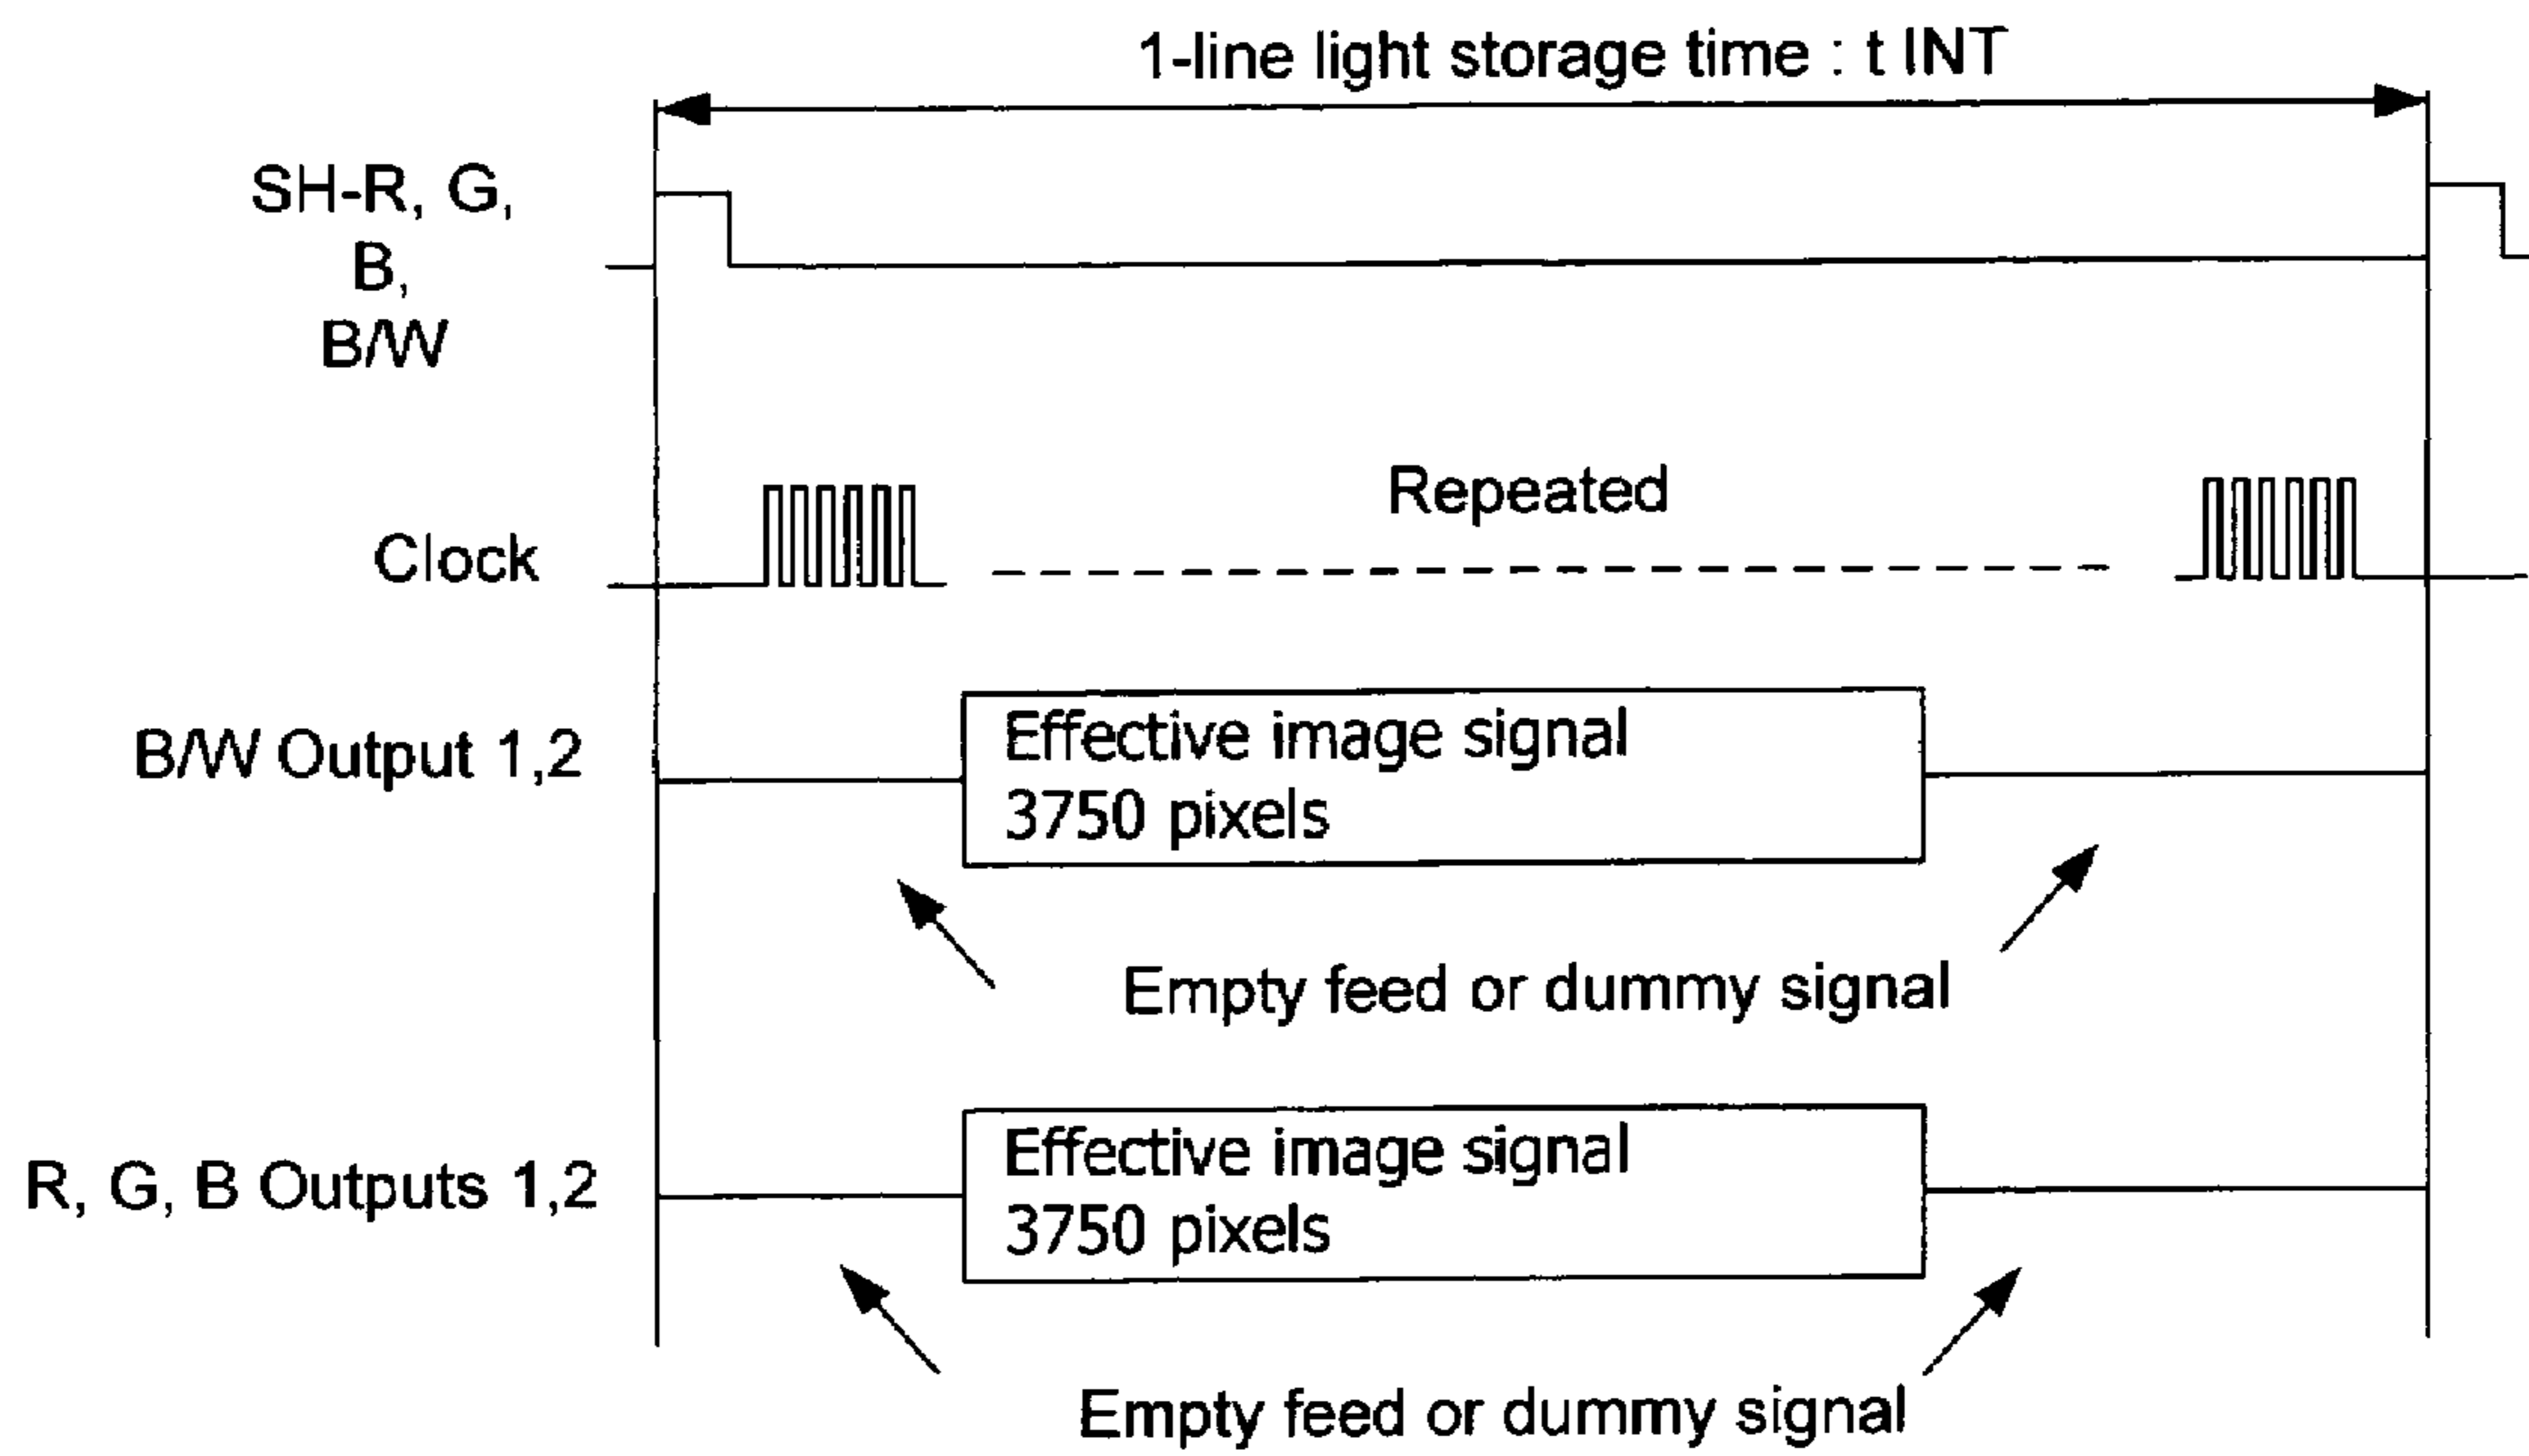 1-line light storage time : t INT
SH-R, G,
B,
B/W
Repeated
Clock
B/W Output 1,2
Effective image signal
3750 pixels
Empty feed or dummy signal
R, G, B Outputs 1,2
Effective image signal
3750 pixels
Empty feed or dummy signal